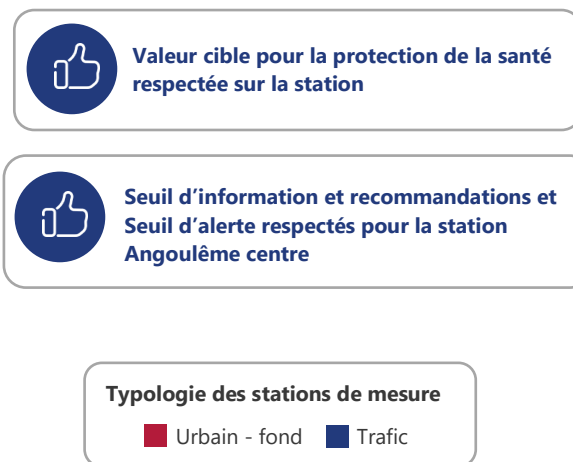 Valeur cible pour la protection de la santé
respectée sur la station
Seuil d’information et recommandations et
Seuil d’alerte respectés pour la station
Angoulême centre
Typologie des stations de mesure
Urbain - fond Trafic